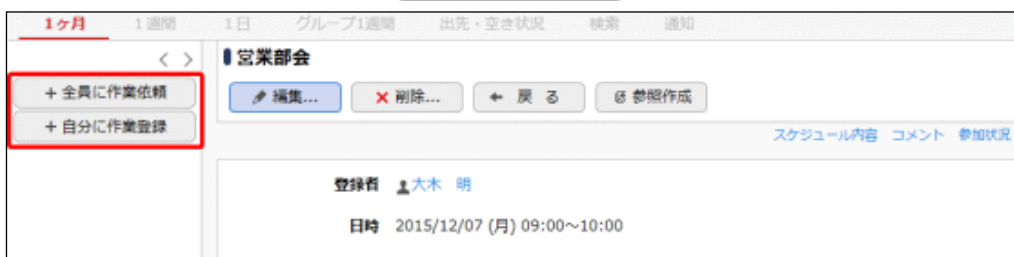 1ヶ月 1週間 1日 グループ1週間 出先・空き状況 検索 通知
< >
営業部会
+ 全員に作業依頼
+ 自分に作業登録
編集... × 削除... ← 戻 る 参照作成
スケジュール内容 コメント 参加状況
登録者 大木 明
日時 2015/12/07 (月) 09:00～10:00